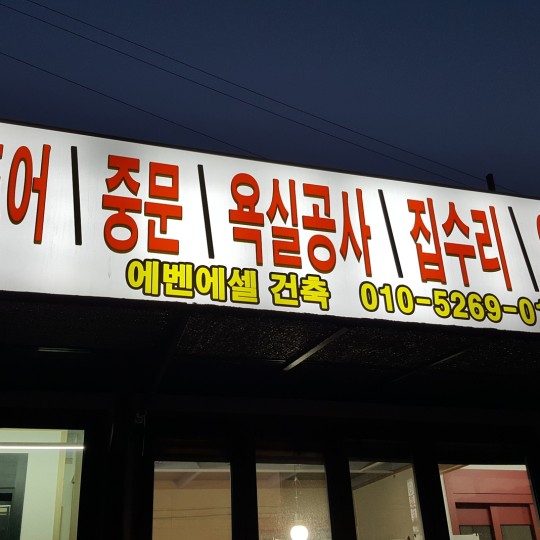 어 | 중문 | 욕실공사 | 집수리 |
에벤에셀 건축 010-5269-0